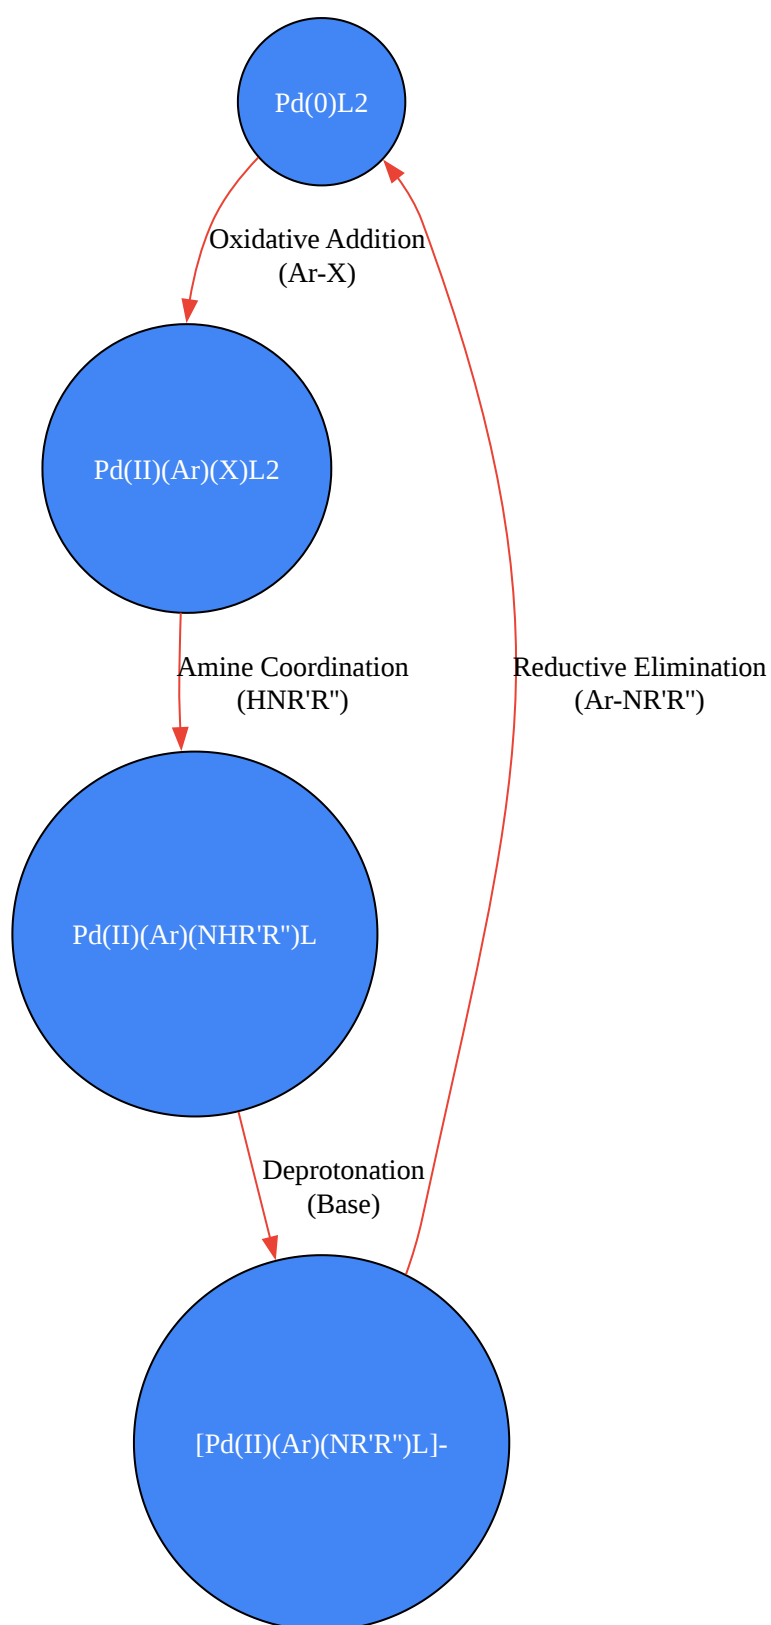 Pd(0)L2
Oxidative Addition
(Ar-X)
Pd(II)(Ar)(X)L2
Amine Coordination
(HNR'R'')
Reductive Elimination
(Ar-NR'R'')
Pd(II)(Ar)(NHR'R'')L
Deprotonation
(Base)
[Pd(II)(Ar)(NR'R'')L]-